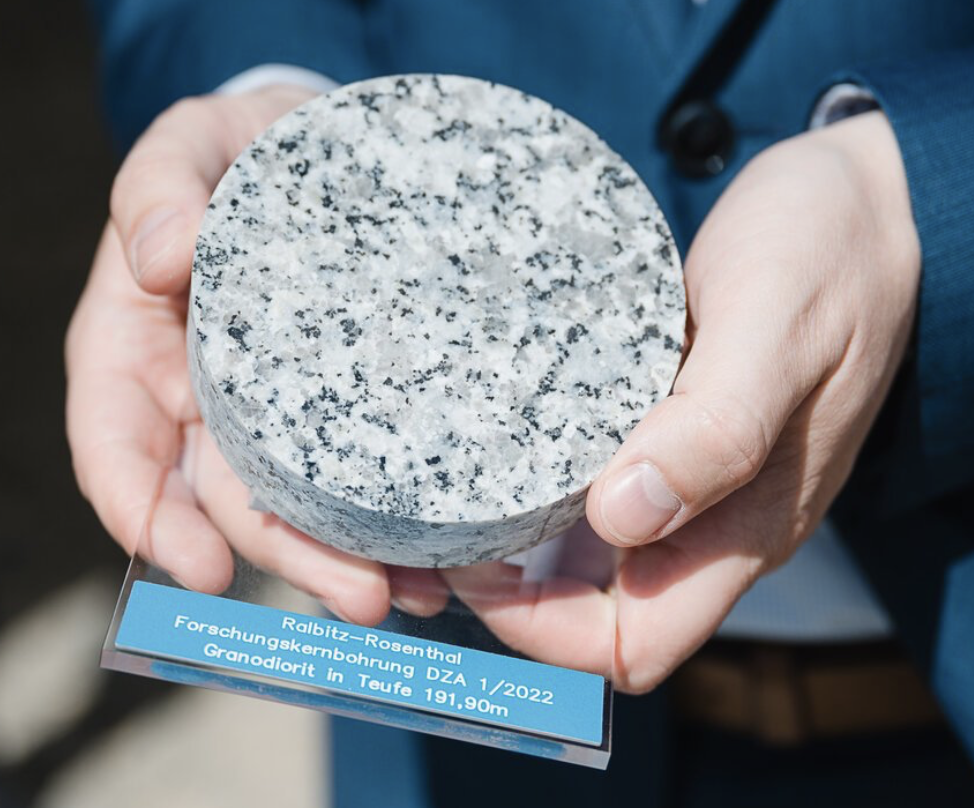 Ralbitz-Rosenthal
Forschungskernbohrung DZA 1/2022
Granodiorit in Teufe 191,90m